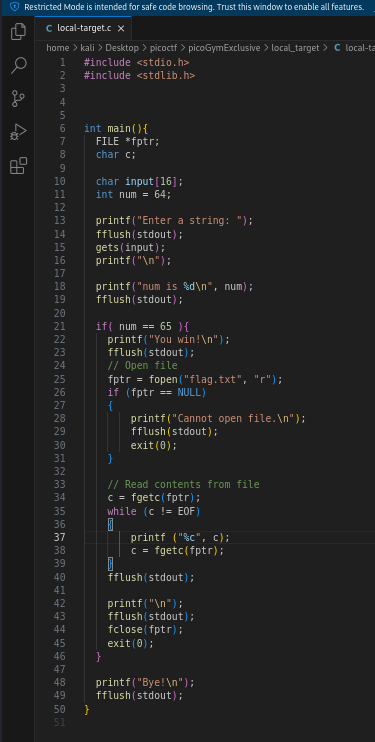 Restricted Mode is intended for safe code browsing. Trust this window to enable all features.
local-target.c
home > kali > Desktop > picoctf > picoGymExclusive > local_target > C local-ta
1 #include <stdio.h>
2 #include <stdlib.h>
3
4
5
6 int main(){
7   FILE *fptr;
8   char c;
9
10   char input[16];
11   int num = 64;
12
13   printf("Enter a string: ");
14   fflush(stdout);
15   gets(input);
16   printf("\n");
17
18   printf("num is %d\n", num);
19   fflush(stdout);
20
21   if( num == 65 ){
22     printf("You win!\n");
23     fflush(stdout);
24     // Open file
25     fptr = fopen("flag.txt", "r");
26     if (fptr == NULL)
27     {
28         printf("Cannot open file.\n");
29         fflush(stdout);
30         exit(0);
31     }
32
33     // Read contents from file
34     c = fgetc(fptr);
35     while (c != EOF)
36     {
37         printf ("%c", c);
38         c = fgetc(fptr);
39     }
40     fflush(stdout);
41
42     printf("\n");
43     fflush(stdout);
44     fclose(fptr);
45     exit(0);
46   }
47
48   printf("Bye!\n");
49   fflush(stdout);
50 }
51